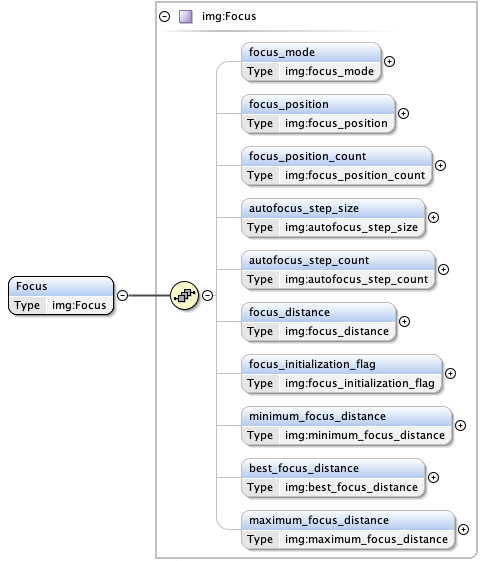 img:Focus
focus_mode
Type img:focus_mode
focus_position
Type img:focus_position
focus_position_count
Type img:focus_position_count
autofocus_step_size
Type img:autofocus_step_size
autofocus_step_count
Type img:autofocus_step_count
Focus
Type img:Focus
focus_distance
Type img:focus_distance
focus_initialization_flag
Type img:focus_initialization_flag
minimum_focus_distance
Type img:minimum_focus_distance
best_focus_distance
Type img:best_focus_distance
maximum_focus_distance
Type img:maximum_focus_distance